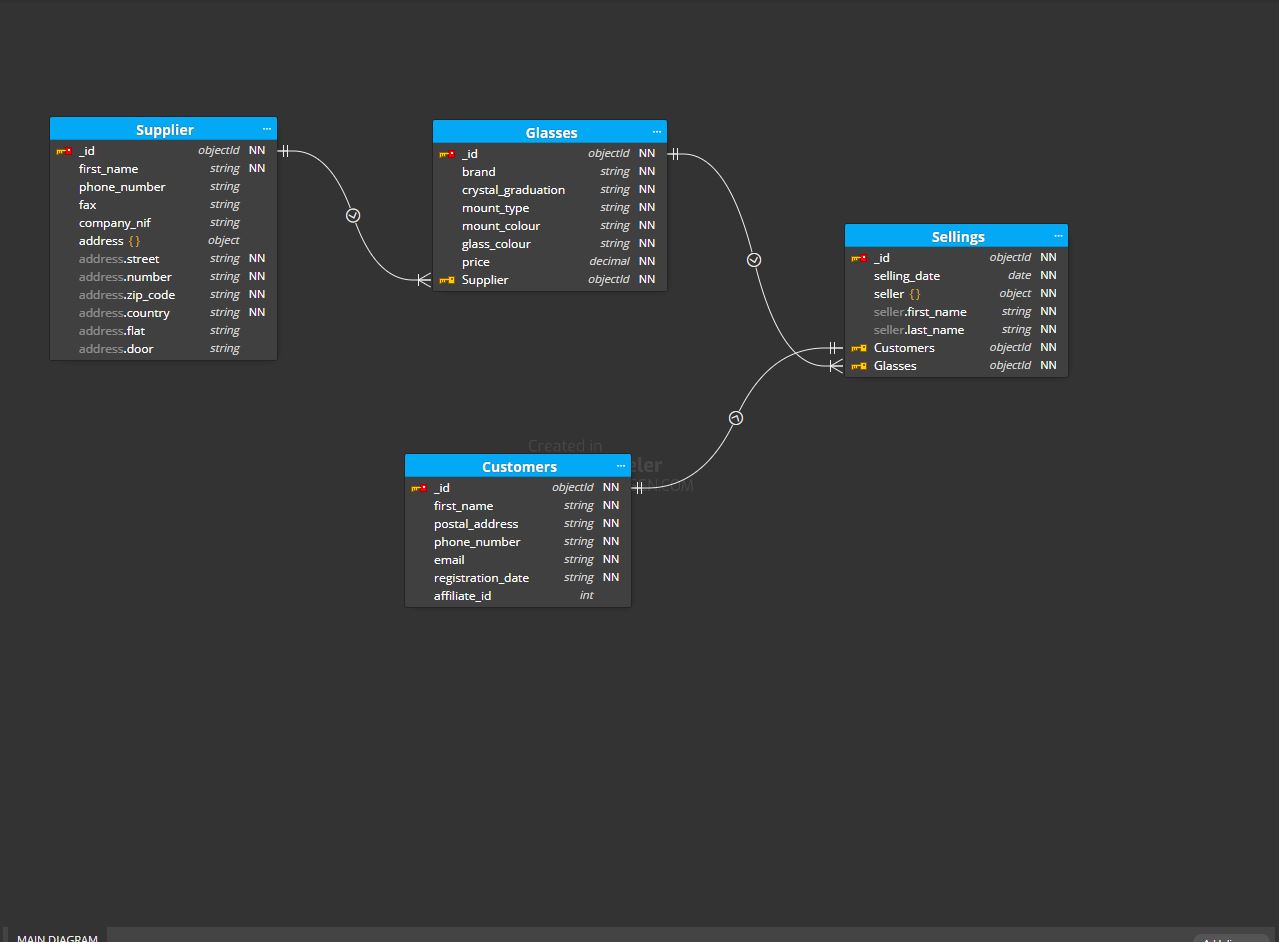 Supplier ...
_id objectId NN
first_name string NN
phone_number string
fax string
company_nif string
address { } object
address.street string NN
address.number string NN
address.zip_code string NN
address.country string NN
address.flat string
address.door string
Glasses ...
_id objectId NN
brand string NN
crystal_graduation string NN
mount_type string NN
mount_colour string NN
glass_colour string NN
price decimal NN
Supplier objectId NN
Sellings ...
_id objectId NN
selling_date date NN
seller { } object NN
seller.first_name string NN
seller.last_name string NN
Customers objectId NN
Glasses objectId NN
Created in
Customers ...
_id objectId NN
first_name string NN
postal_address string NN
phone_number string NN
email string NN
registration_date string NN
affiliate_id int
MAIN DIAGRAM